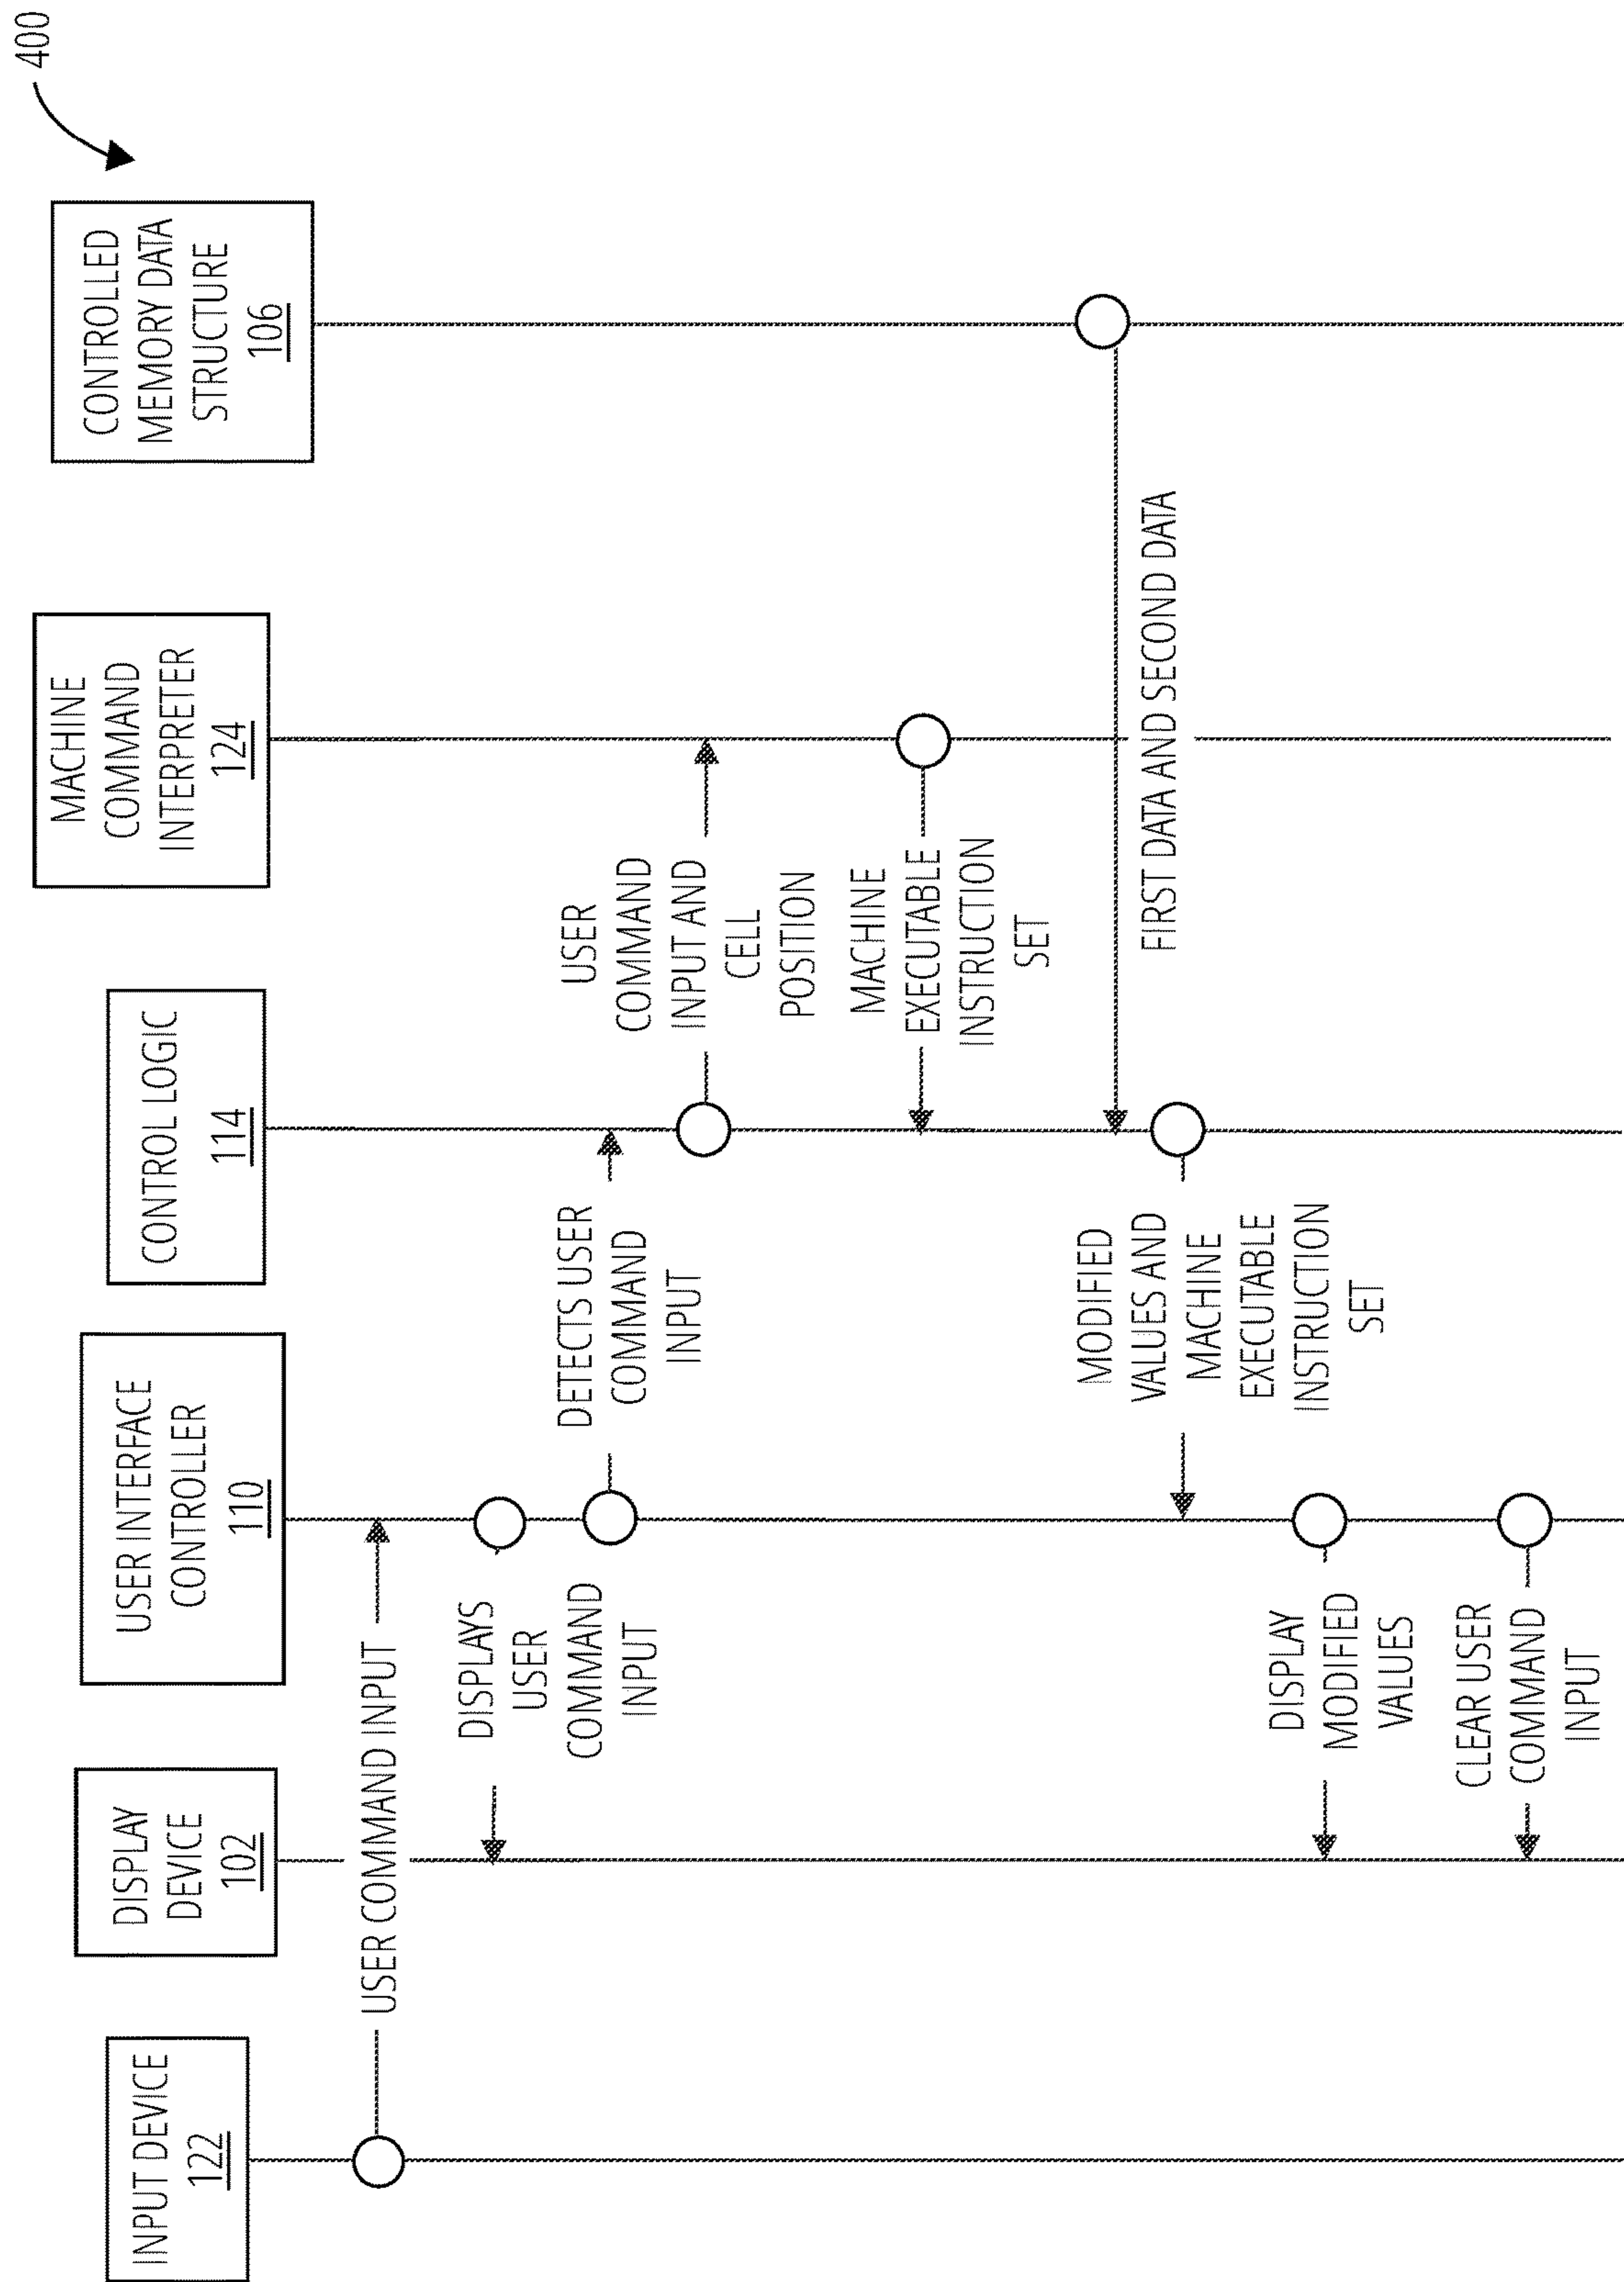 400
INPUT DEVICE
122
DISPLAY
DEVICE
102
USER INTERFACE
CONTROLLER
110
CONTROL LOGIC
114
MACHINE
COMMAND
INTERPRETER
124
CONTROLLED
MEMORY DATA
STRUCTURE
106
USER COMMAND INPUT
DISPLAYS
USER
COMMAND
INPUT
DETECTS USER
COMMAND
INPUT
USER
COMMAND
INPUT AND
CELL
POSITION
MACHINE
EXECUTABLE
INSTRUCTION
SET
FIRST DATA AND SECOND DATA
MODIFIED
VALUES AND
MACHINE
EXECUTABLE
INSTRUCTION
SET
DISPLAY
MODIFIED
VALUES
CLEAR USER
COMMAND
INPUT